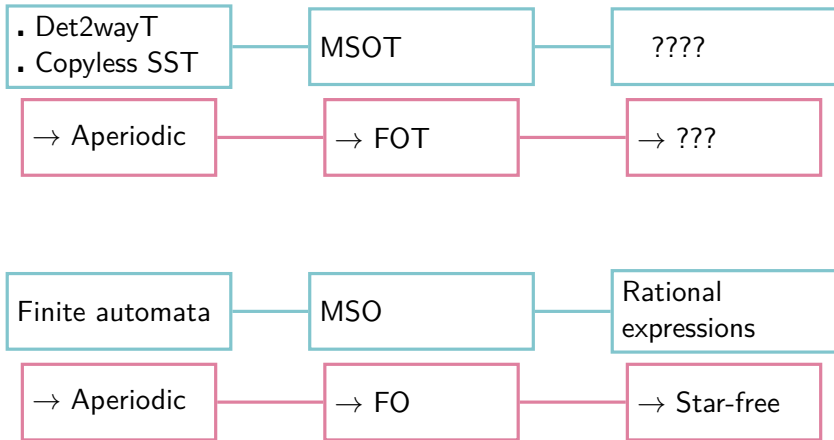 . Det2wayT
. Copyless SST
MSOT
????
→ Aperiodic
→ FOT
→ ???
Finite automata
MSO
Rational
expressions
→ Aperiodic
→ FO
→ Star-free